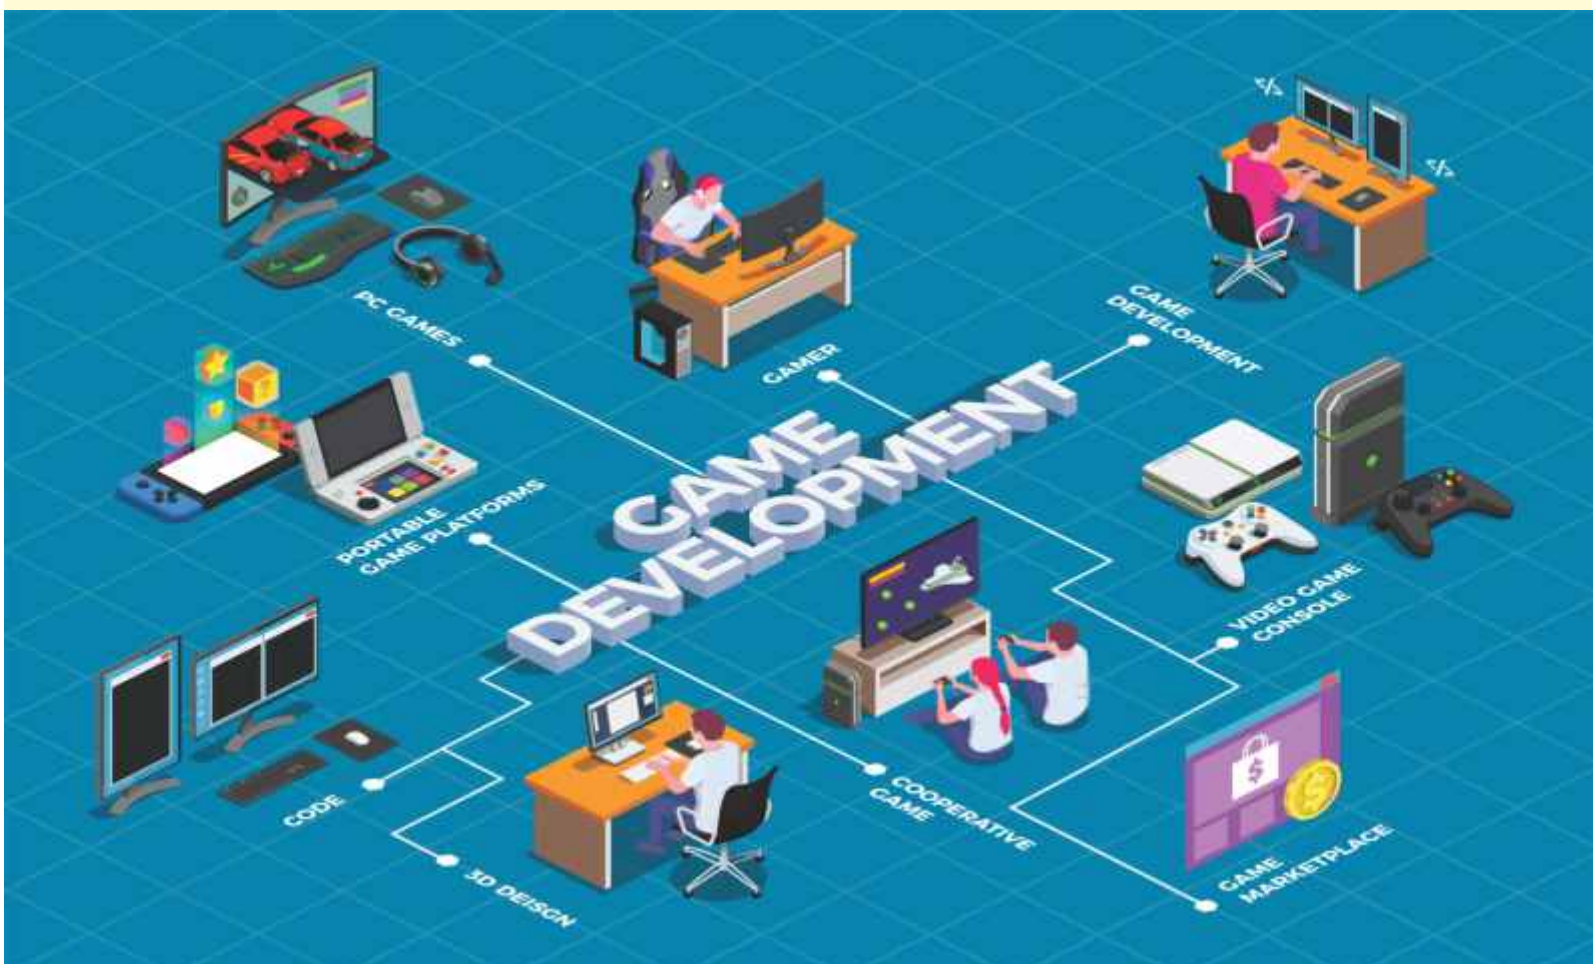 PC GAMES
GAMER
GAME
DEVELOPMENT
GAME
DEVELOPMENT
PORTABLE
GAME PLATFORMS
VIDEO GAME
CONSOLE
CODE
3D DEISGN
COOPERATIVE
GAME
GAME
MARKETPLACE